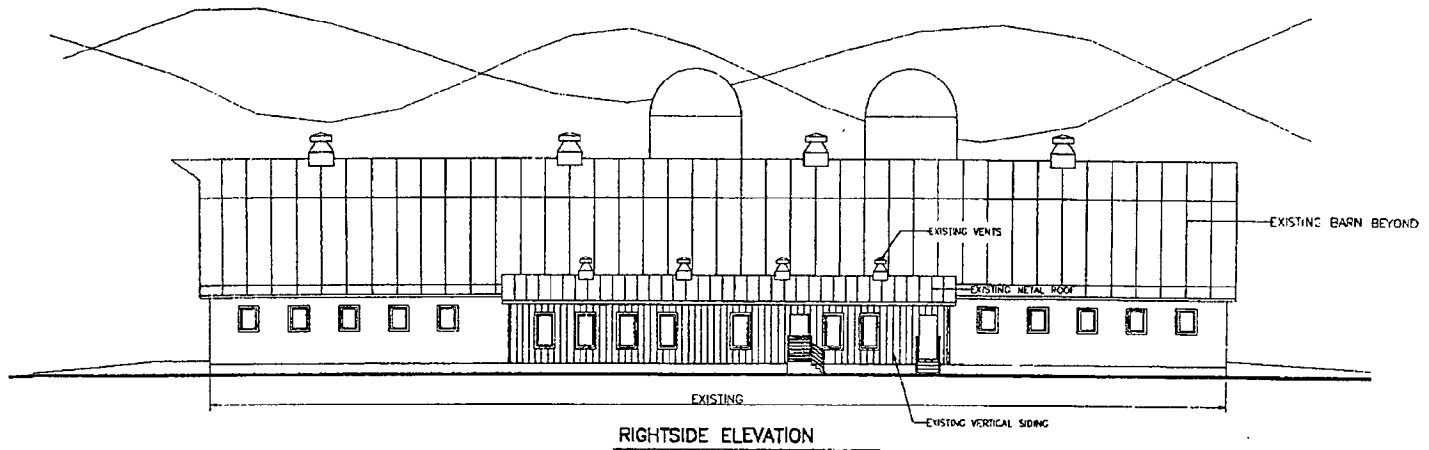 EXISTING BARN BEYOND
EXISTING VENTS
EXISTING METAL ROOF
EXISTING
EXISTING VERTICAL SIDING
RIGHTSIDE ELEVATION